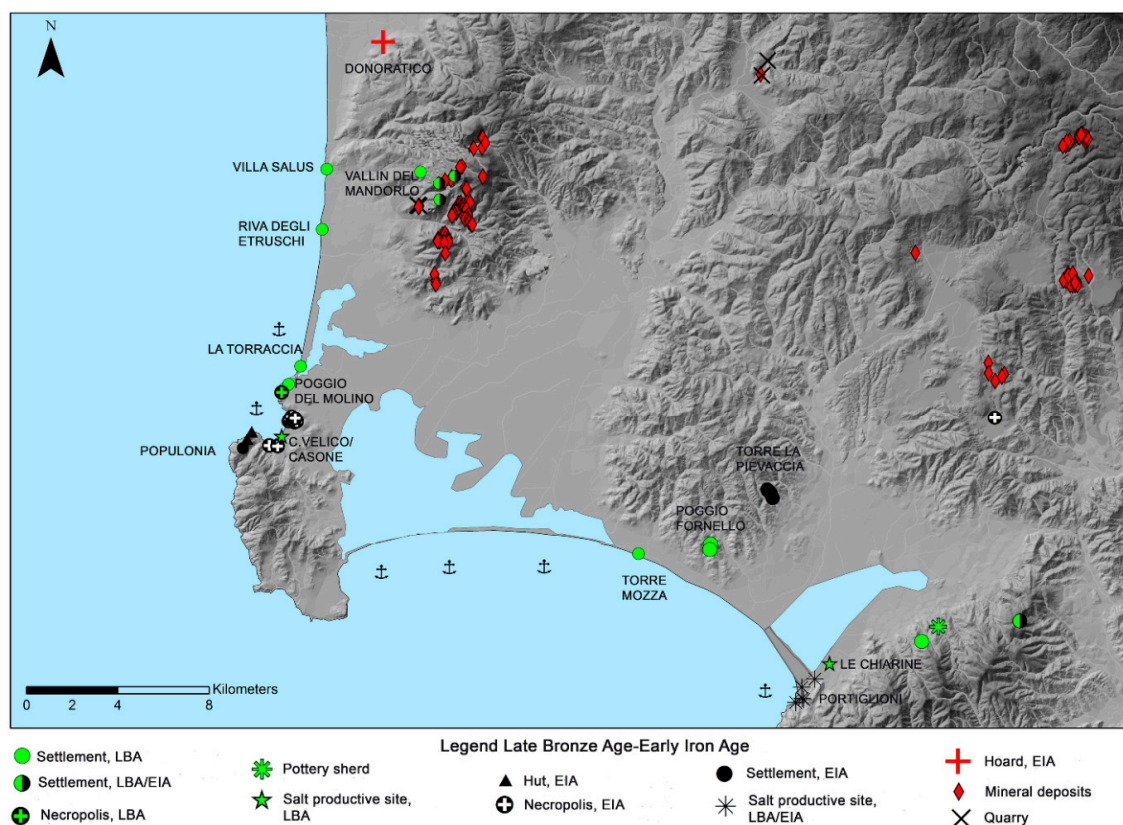 N
DONORATICO
VILLA SALUS
VALLIN DEL
MANDORLO
RIVA DEGLI
ETRUSCHI
LA TORRACCIA
POGGIO
DEL MOLINO
POPULONIA
C.VELICO/
CASONE
TORRE LA
PIEVACCIA
POGGIO
FORNELLO
TORRE
MOZZA
LE CHIARINE
PORTIGLIONI
Kilometers
0 2 4 8
Legend Late Bronze Age-Early Iron Age
Settlement, LBA
Settlement, LBA/EIA
Necropolis, LBA
Pottery sherd
Salt productive site,
LBA
Hut, EIA
Necropolis, EIA
Settlement, EIA
Salt productive site,
LBA/EIA
Hoard, EIA
Mineral deposits
Quarry